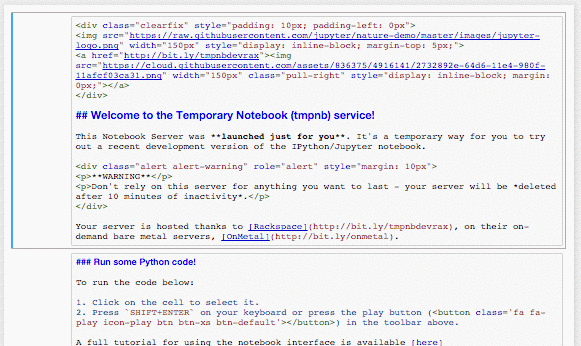 <div class="clearfix" style="padding: 10px; padding-left: 0px">
<img src="https://raw.githubusercontent.com/jupyter/nature-demo/master/images/jupyter-
logo.png" width="150px" style="display: inline-block; margin-top: 5px;">
<a href="http://bit.ly/tmpnbdevrax"><img
src="https://cloud.githubusercontent.com/assets/836375/4916141/2732892e-64d6-11e4-980f-
11afcf03ca31.png" width="150px" class="pull-right" style="display: inline-block; margin:
0px;"></a>
</div>
## Welcome to the Temporary Notebook (tmpnb) service!
This Notebook Server was **launched just for you**. It's a temporary way for you to try
out a recent development version of the IPython/Jupyter notebook.
<div class="alert alert-warning" role="alert" style="margin: 10px">
<p>**WARNING**</p>
<p>Don't rely on this server for anything you want to last - your server will be *deleted
after 10 minutes of inactivity*.</p>
</div>
Your server is hosted thanks to [Rackspace](http://bit.ly/tmpnbdevrax), on their on-
demand bare metal servers, [OnMetal](http://bit.ly/onmetal).
### Run some Python code!
To run the code below:
1. Click on the cell to select it.
2. Press `SHIFT+ENTER` on your keyboard or press the play button (<button class='fa fa-
play icon-play btn btn-xs btn-default'></button>) in the toolbar above.
A full tutorial for using the notebook interface is available [here]